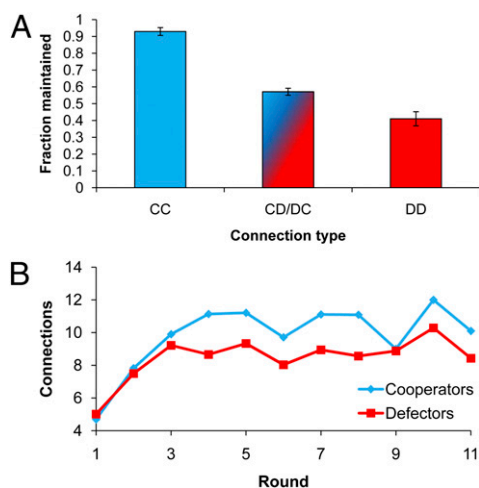 A
Fraction maintained
1
0.9
0.8
0.7
0.6
0.5
0.4
0.3
0.2
0.1
0
CC
CD/DC
DD
Connection type
B
Connections
14
12
10
8
6
4
Cooperators
Defectors
1
3
5
7
9
11
Round